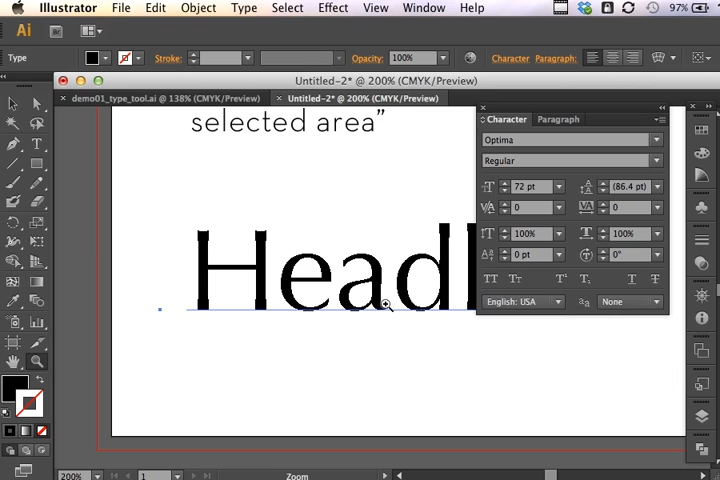 Illustrator File Edit Object Type Select Effect View Window Help 97%
Ai Br
Type Stroke: Opacity: 100% Character Paragraph:
Untitled-2* @ 200% (CMYK/Preview)
demo01_type_tool.ai @ 138% (CMYK/Preview) Untitled-2* @ 200% (CMYK/Preview)
selected area”
Character Paragraph
Optima
Regular
72 pt (86.4 pt)
0 0
100% 100%
0 pt 0°
English: USA None
Headl
200% 1 Zoom